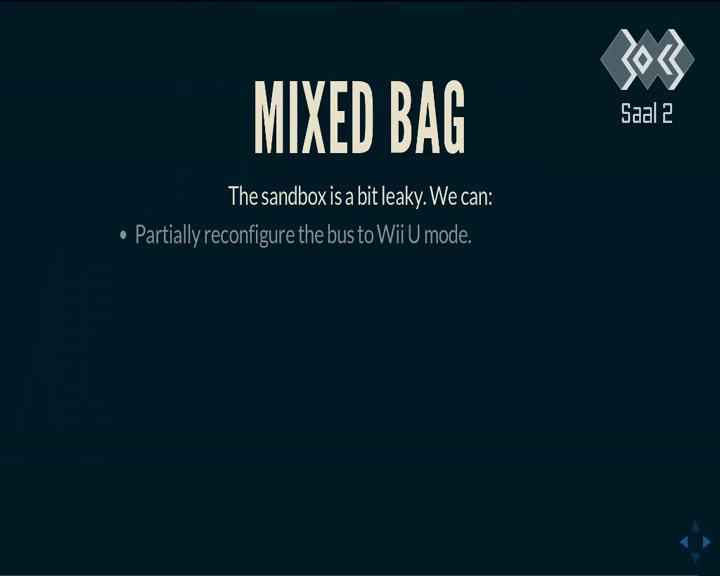 MIXED BAG
Saal 2
The sandbox is a bit leaky. We can:
• Partially reconfigure the bus to Wii U mode.